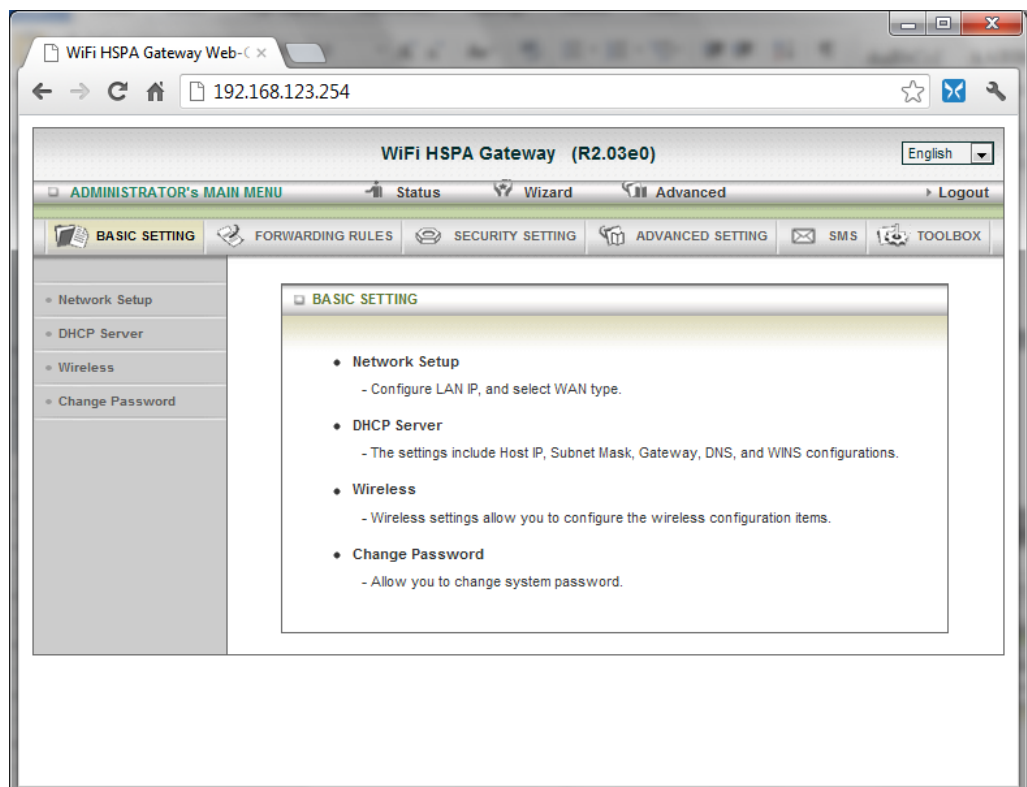 WiFi HSPA Gateway Web-C
192.168.123.254
WiFi HSPA Gateway (R2.03e0)
English
ADMINISTRATOR's MAIN MENU
Status
Wizard
Advanced
Logout
BASIC SETTING
FORWARDING RULES
SECURITY SETTING
ADVANCED SETTING
SMS
TOOLBOX
Network Setup
DHCP Server
Wireless
Change Password
BASIC SETTING
Network Setup
- Configure LAN IP, and select WAN type.
DHCP Server
- The settings include Host IP, Subnet Mask, Gateway, DNS, and WINS configurations.
Wireless
- Wireless settings allow you to configure the wireless configuration items.
Change Password
- Allow you to change system password.